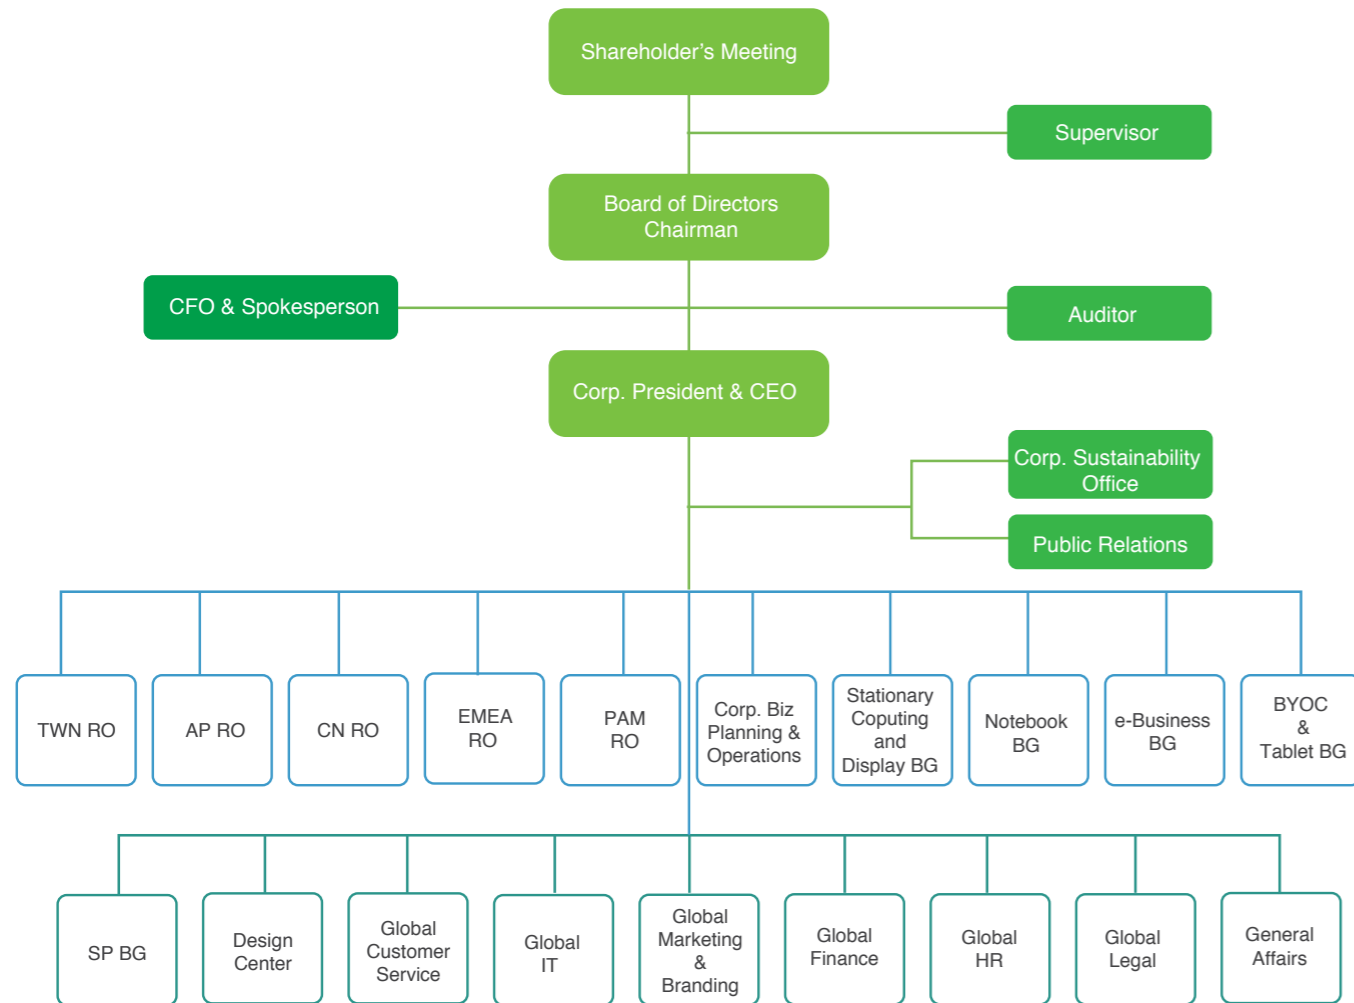 Shareholder’s Meeting
Supervisor
Board of Directors
Chairman
CFO & Spokesperson
Auditor
Corp. President & CEO
Corp. Sustainability
Office
Public Relations
TWN RO
AP RO
CN RO
EMEA
RO
PAM
RO
Corp. Biz
Planning &
Operations
Stationary
Coputing
and
Display BG
Notebook
BG
e-Business
BG
BYOC
&
Tablet BG
SP BG
Design
Center
Global
Customer
Service
Global
IT
Global
Marketing
&
Branding
Global
Finance
Global
HR
Global
Legal
General
Affairs